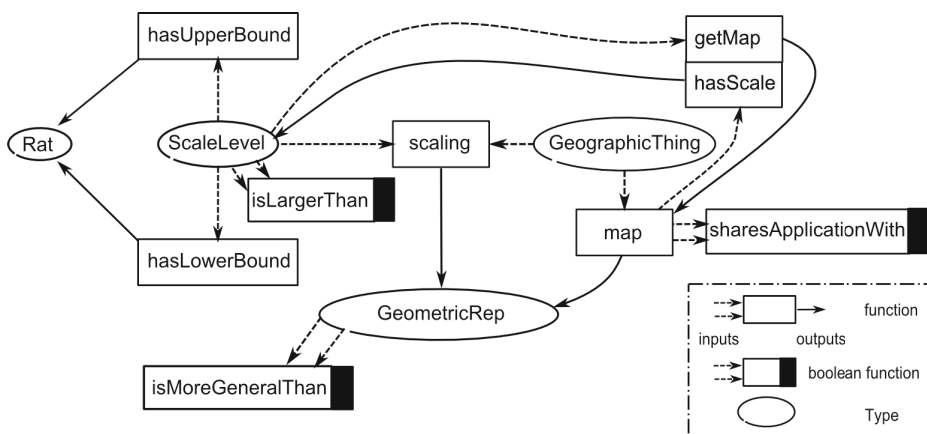 hasUpperBound
getMap
hasScale
Rat
ScaleLevel
scaling
GeographicThing
isLargerThan
map
sharesApplicationWith
hasLowerBound
GeometricRep
isMoreGeneralThan
function
inputs outputs
boolean function
Type